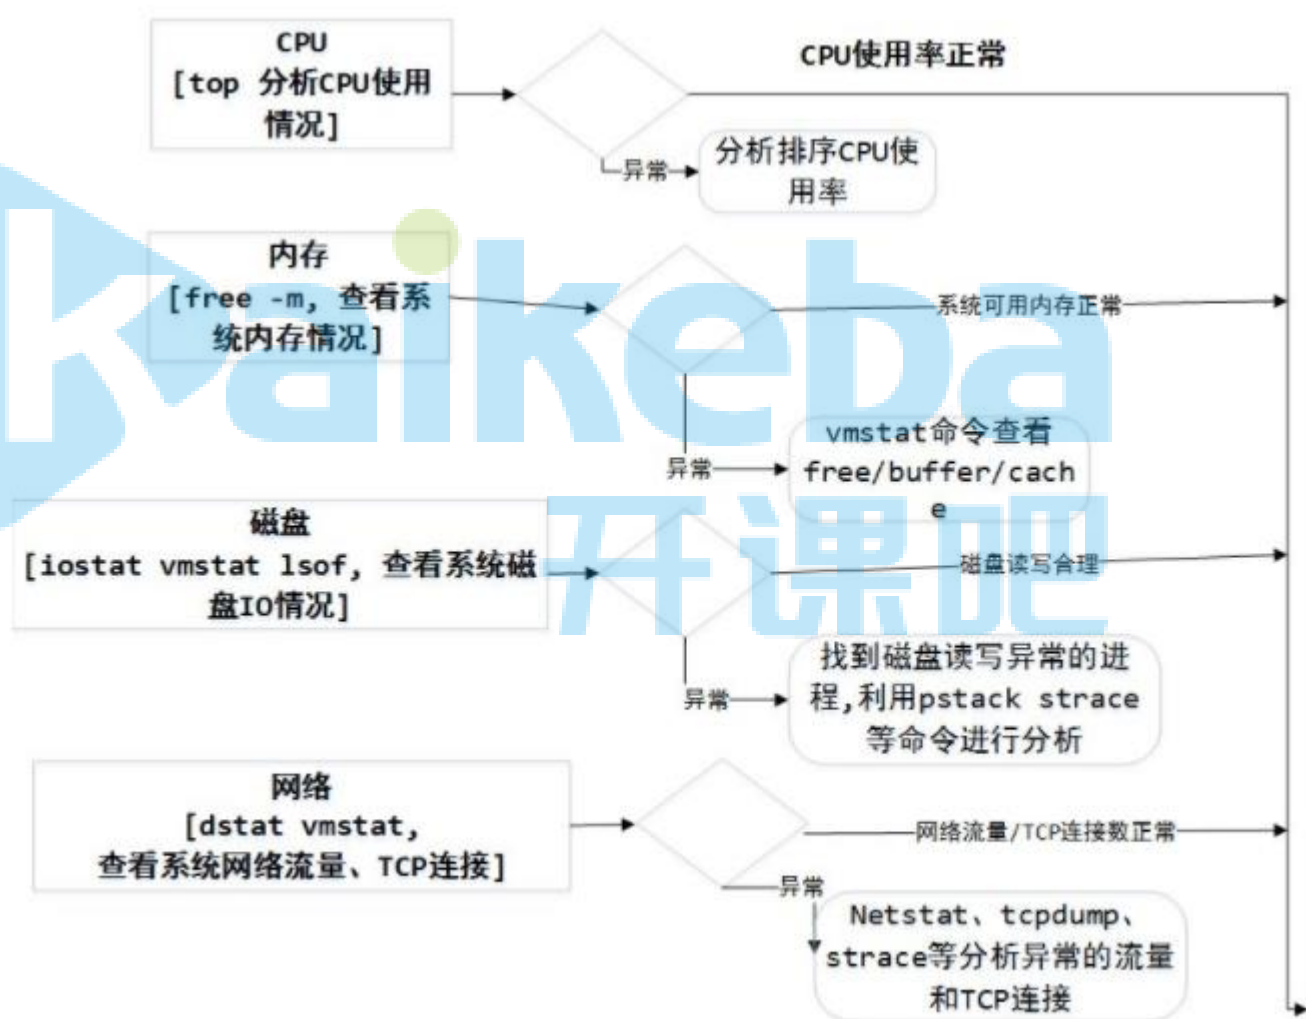 CPU
[top 分析CPU使用
情况]
CPU使用率正常
异常
分析排序CPU使
用率
内存
[free -m, 查看系
统内存情况]
系统可用内存正常
异常
vmstat命令查看
free/buffer/cach
e
磁盘
[iostat vmstat lsof, 查看系统磁
盘IO情况]
磁盘读写合理
异常
找到磁盘读写异常的进
程,利用pstack strace
等命令进行分析
网络
[dstat vmstat,
查看系统网络流量、TCP连接]
网络流量/TCP连接数正常
异常
Netstat、tcpdump、
strace等分析异常的流量
和TCP连接
kaikeba
开课吧